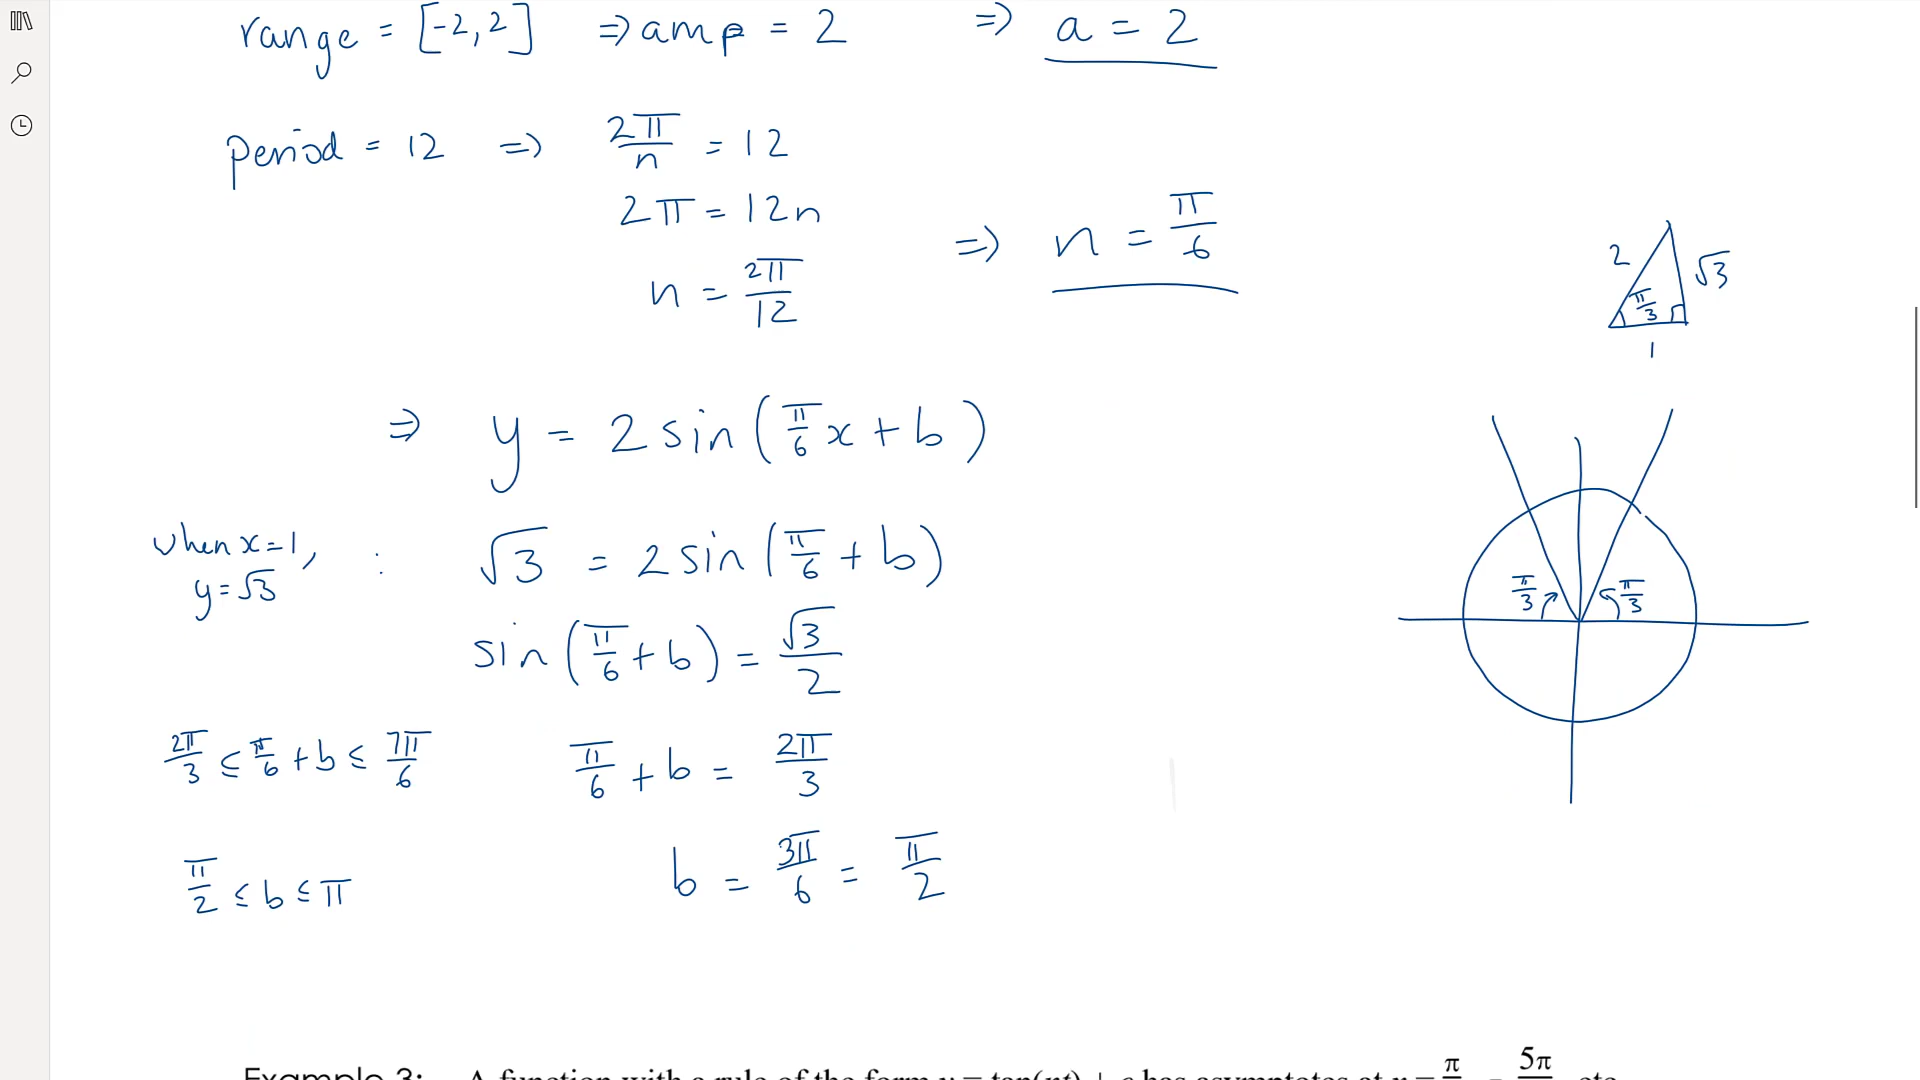 range = [-2,2] ⇒ amp = 2 ⇒ a = 2
period = 12 ⇒ 2π/n = 12
2π = 12n
n = 2π/12 ⇒ n = π/6
2 √3 π/3 1
⇒ y = 2 sin(π/6 x + b)
when x=1, y=√3 : √3 = 2 sin(π/6 + b)
sin(π/6 + b) = √3/2
π/3 π/3
2π/3 ≤ π/6 + b ≤ 7π/6 π/6 + b = 2π/3
π/2 ≤ b ≤ π b = 3π/6 = π/2